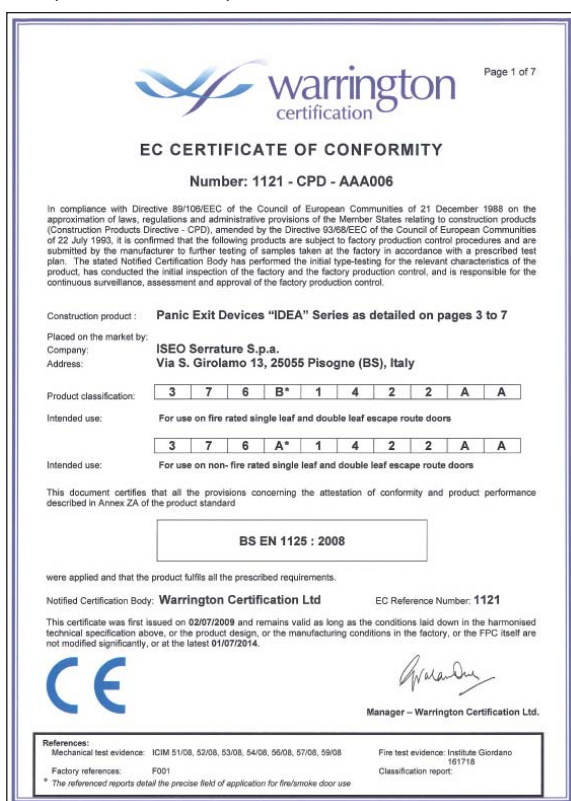 warrington
certification
Page 1 of 7
EC CERTIFICATE OF CONFORMITY
Number: 1121 - CPD - AAA006
In compliance with Directive 89/106/EEC of the Council of European Communities of 21 December 1988 on the
approximation of laws, regulations and administrative provisions of the Member States relating to construction products
(Construction Products Directive - CPD), amended by the Directive 93/68/EEC of the Council of European Communities
of 22 July 1993, it is confirmed that the following products are subject to factory production control procedures and are
submitted by the manufacturer to further testing of samples taken at the factory in accordance with a prescribed test
plan. The stated Notified Certification Body has performed the initial type-testing for the relevant characteristics of the
product, has conducted the initial inspection of the factory and the factory production control, and is responsible for the
continuous surveillance, assessment and approval of the factory production control.
Construction product : Panic Exit Devices "IDEA" Series as detailed on pages 3 to 7
Placed on the market by:
Company: ISEO Serrature S.p.a.
Address: Via S. Girolamo 13, 25055 Pisogne (BS), Italy
Product classification: 3 7 6 B* 1 4 2 2 A A
Intended use: For use on fire rated single leaf and double leaf escape route doors
3 7 6 A* 1 4 2 2 A A
Intended use: For use on non- fire rated single leaf and double leaf escape route doors
This document certifies that all the provisions concerning the attestation of conformity and product performance
described in Annex ZA of the product standard
BS EN 1125 : 2008
were applied and that the product fulfils all the prescribed requirements.
Notified Certification Body: Warrington Certification Ltd EC Reference Number: 1121
This certificate was first issued on 02/07/2009 and remains valid as long as the conditions laid down in the harmonised
technical specification above, or the product design, or the manufacturing conditions in the factory, or the FPC itself are
not modified significantly, or at the latest 01/07/2014.
CE
Manager – Warrington Certification Ltd.
References:
Mechanical test evidence: ICIM 51/08, 52/08, 53/08, 54/08, 56/08, 57/08, 59/08 Fire test evidence: Institute Giordano
161718
Factory references: F001 Classification report:
* The referenced reports detail the precise field of application for fire/smoke door use